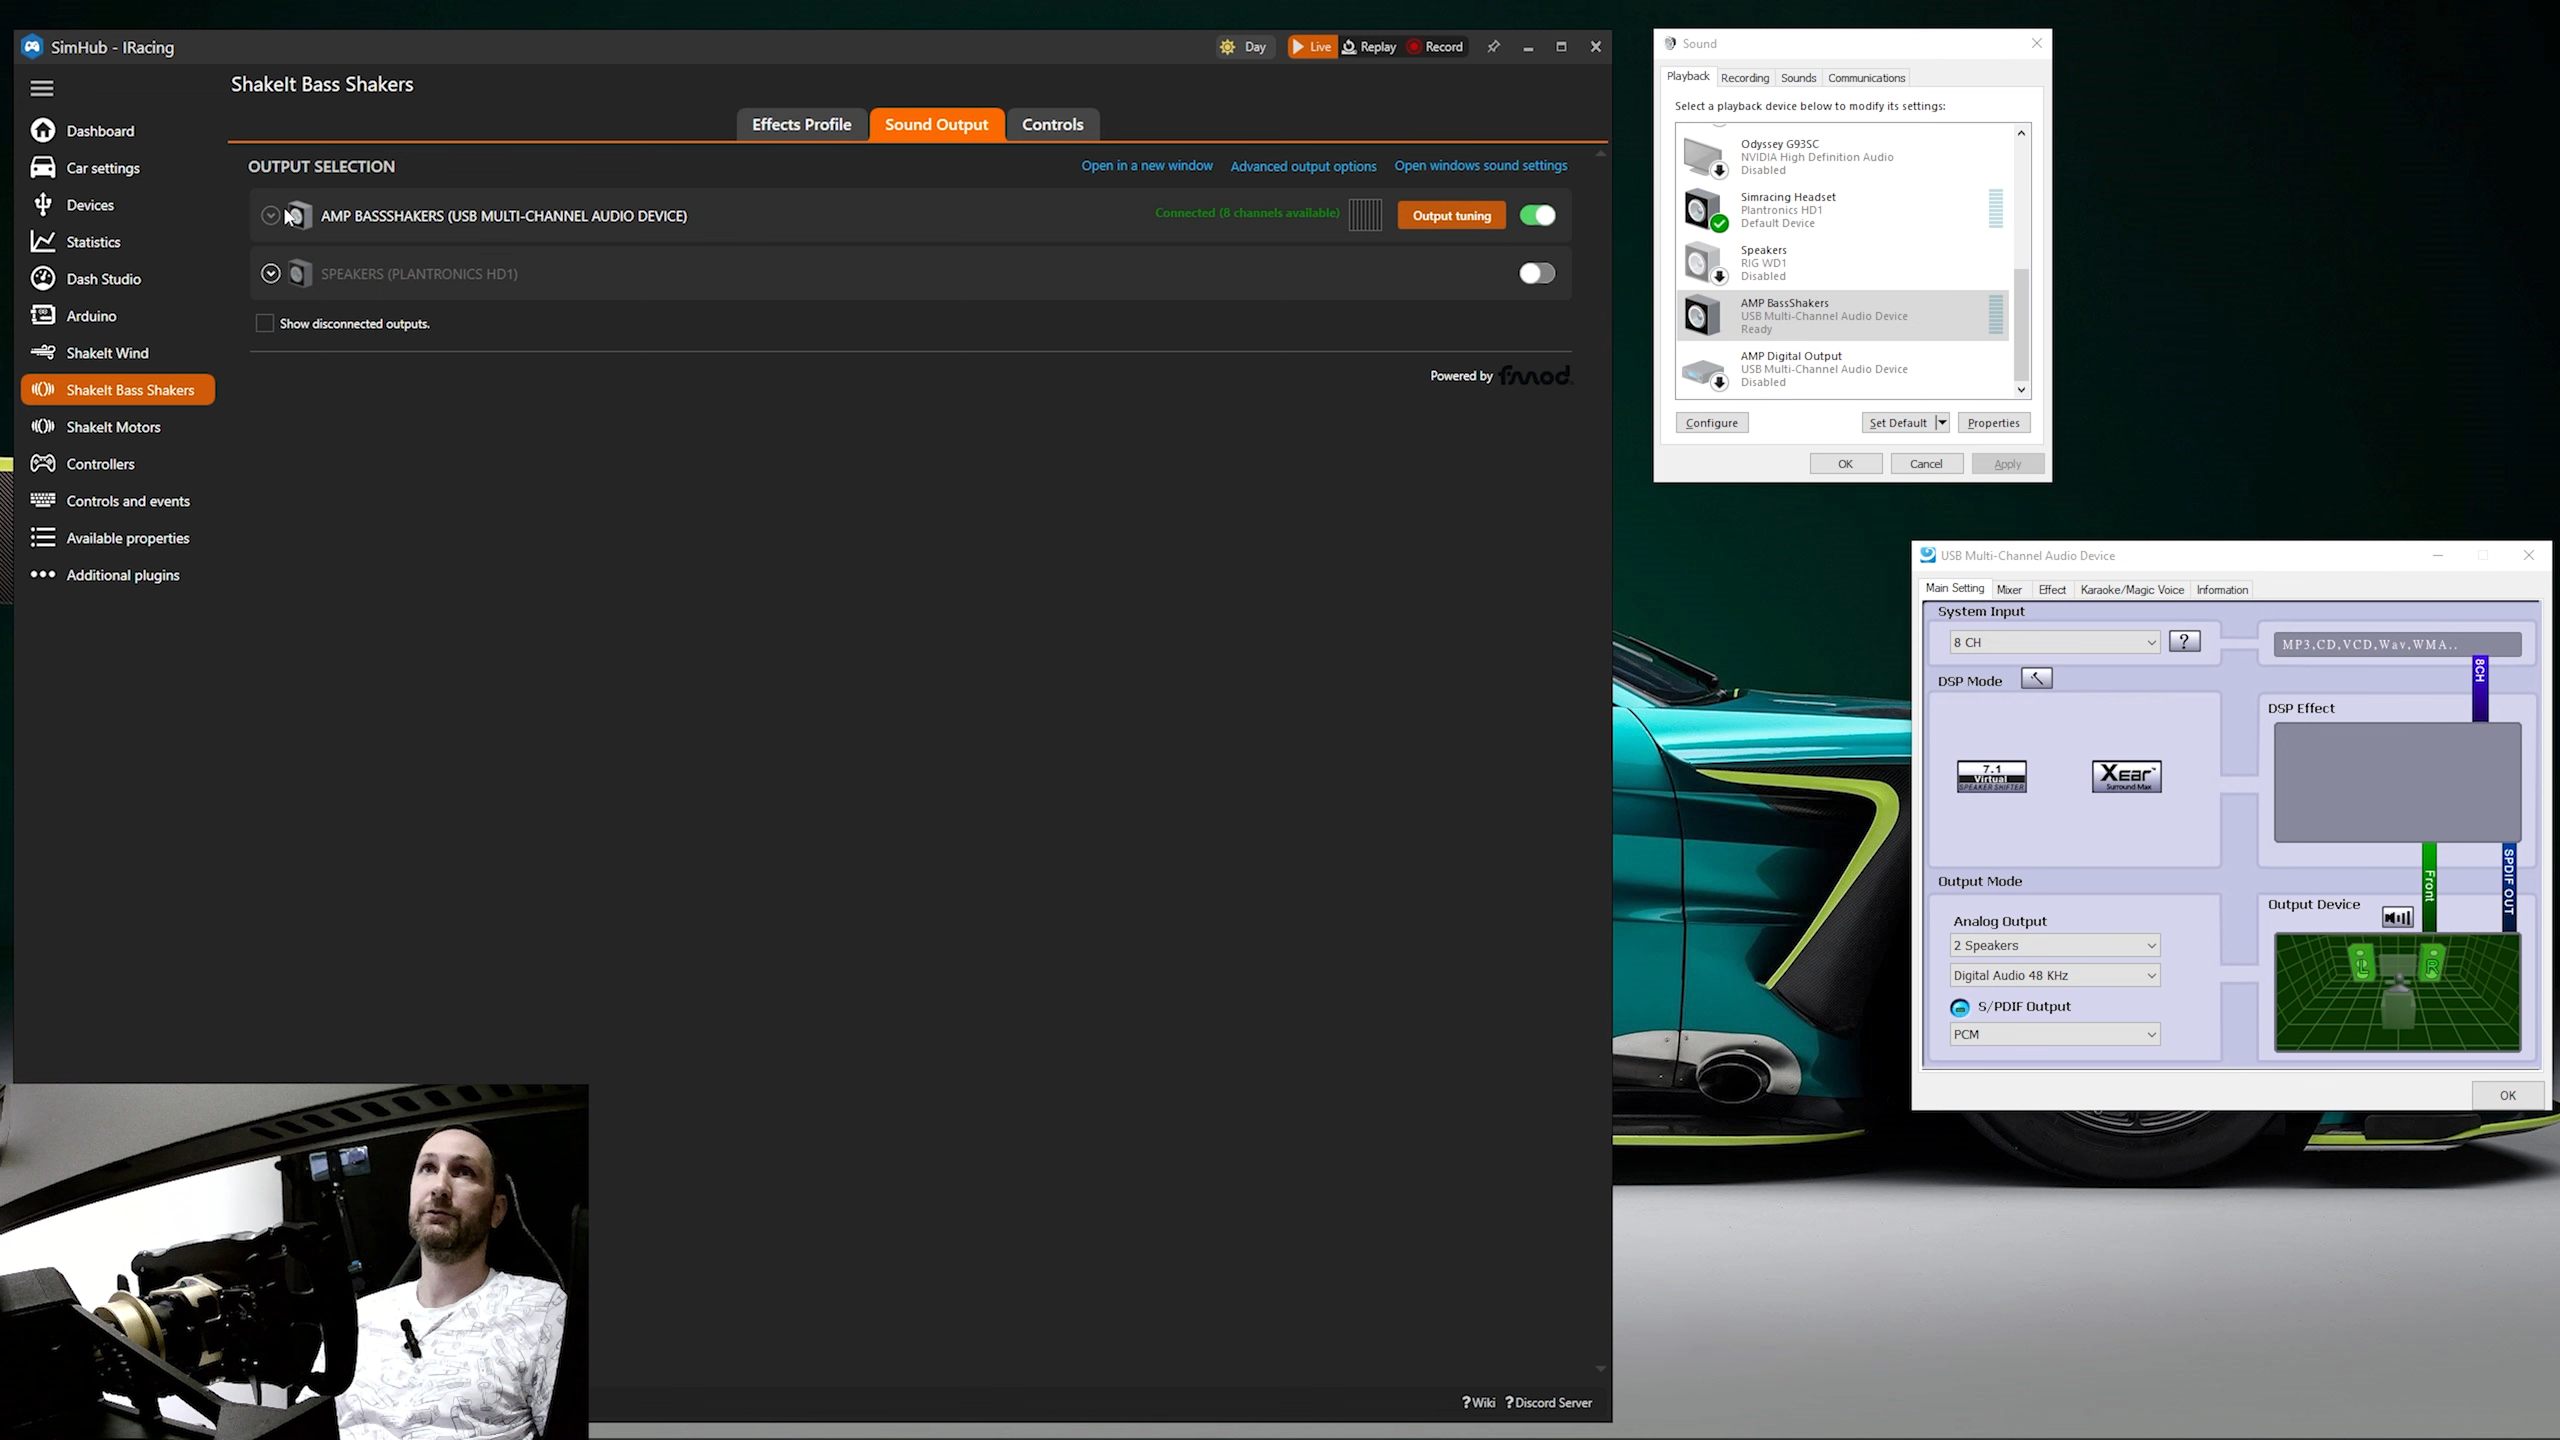 SimHub - IRacing
Day
Live
Replay
Record
ShakeIt Bass Shakers
Effects Profile
Sound Output
Controls
Dashboard
Car settings
Devices
Statistics
Dash Studio
Arduino
ShakeIt Wind
ShakeIt Bass Shakers
ShakeIt Motors
Controllers
Controls and events
Available properties
Additional plugins
OUTPUT SELECTION
Open in a new window
Advanced output options
Open windows sound settings
AMP BASSSHAKERS (USB MULTI-CHANNEL AUDIO DEVICE)
Connected (8 channels available)
Output tuning
SPEAKERS (PLANTRONICS HD1)
Show disconnected outputs.
Powered by fmod
?Wiki
?Discord Server
Sound
Playback
Recording
Sounds
Communications
Select a playback device below to modify its settings:
Odyssey G93SC
NVIDIA High Definition Audio
Disabled
Simracing Headset
Plantronics HD1
Default Device
Speakers
RIG WD1
Disabled
AMP BassShakers
USB Multi-Channel Audio Device
Ready
AMP Digital Output
USB Multi-Channel Audio Device
Disabled
Configure
Set Default
Properties
OK
Cancel
Apply
USB Multi-Channel Audio Device
Main Setting
Mixer
Effect
Karaoke/Magic Voice
Information
System Input
8 CH
?
MP3,CD,VCD,Wav,WMA..
8CH
DSP Mode
DSP Effect
7.1
Virtual
SPEAKER SHIFTER
Xear
Surround Max
Front
SPDIF OUT
Output Mode
Analog Output
2 Speakers
Digital Audio 48 KHz
S/PDIF Output
PCM
Output Device
L
R
OK